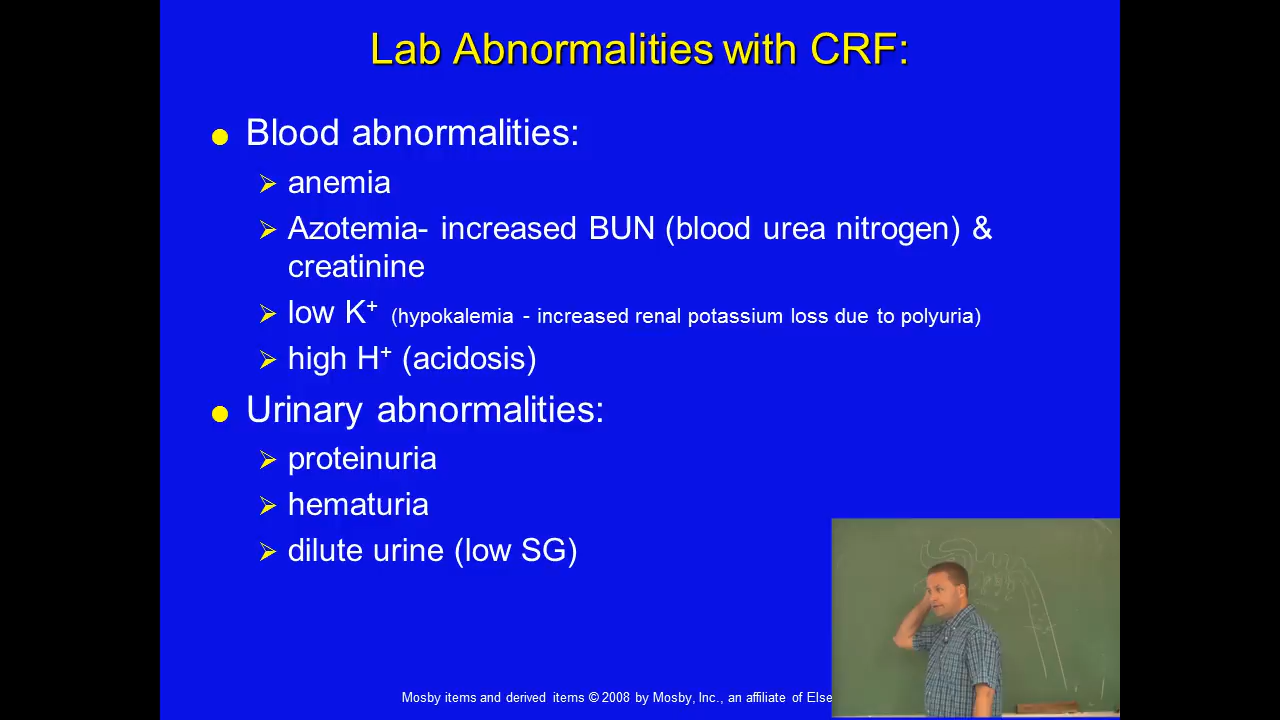 Lab Abnormalities with CRF:
Blood abnormalities:
anemia
Azotemia- increased BUN (blood urea nitrogen) &
creatinine
low K+ (hypokalemia - increased renal potassium loss due to polyuria)
high H+ (acidosis)
Urinary abnormalities:
proteinuria
hematuria
dilute urine (low SG)
Mosby items and derived items © 2008 by Mosby, Inc., an affiliate of Else